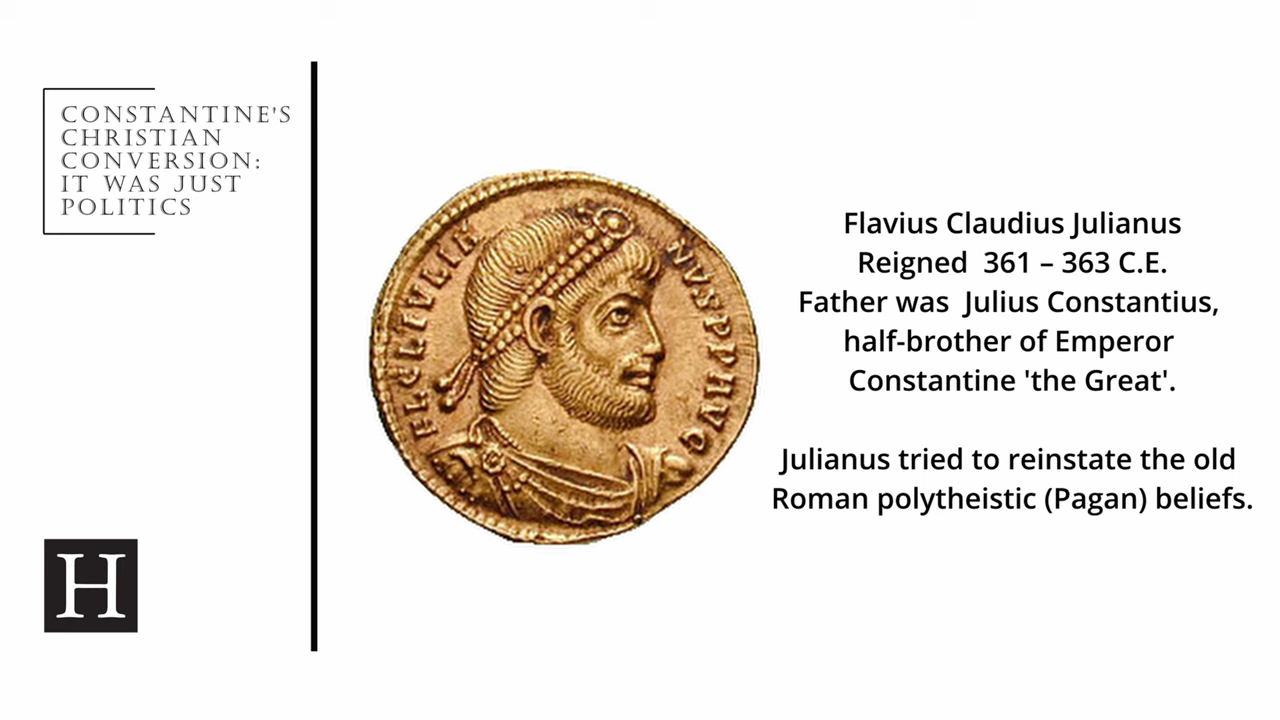 CONSTANTINE'S
CHRISTIAN
CONVERSION:
IT WAS JUST
POLITICS
H
FLCLIVLIA NVSPPAVG
Flavius Claudius Julianus
Reigned 361 – 363 C.E.
Father was Julius Constantius,
half-brother of Emperor
Constantine 'the Great'.
Julianus tried to reinstate the old
Roman polytheistic (Pagan) beliefs.